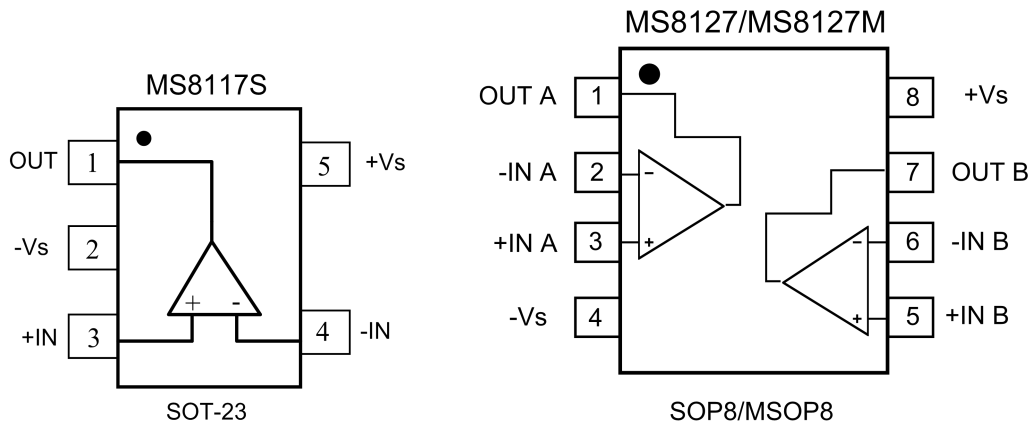 MS8117S
OUT 1
5 +Vs
-Vs 2
+IN 3
4 -IN
+ -
SOT-23
MS8127/MS8127M
OUT A 1
8 +Vs
-IN A 2 -
7 OUT B
+IN A 3 +
- 6 -IN B
-Vs 4
+ 5 +IN B
SOP8/MSOP8